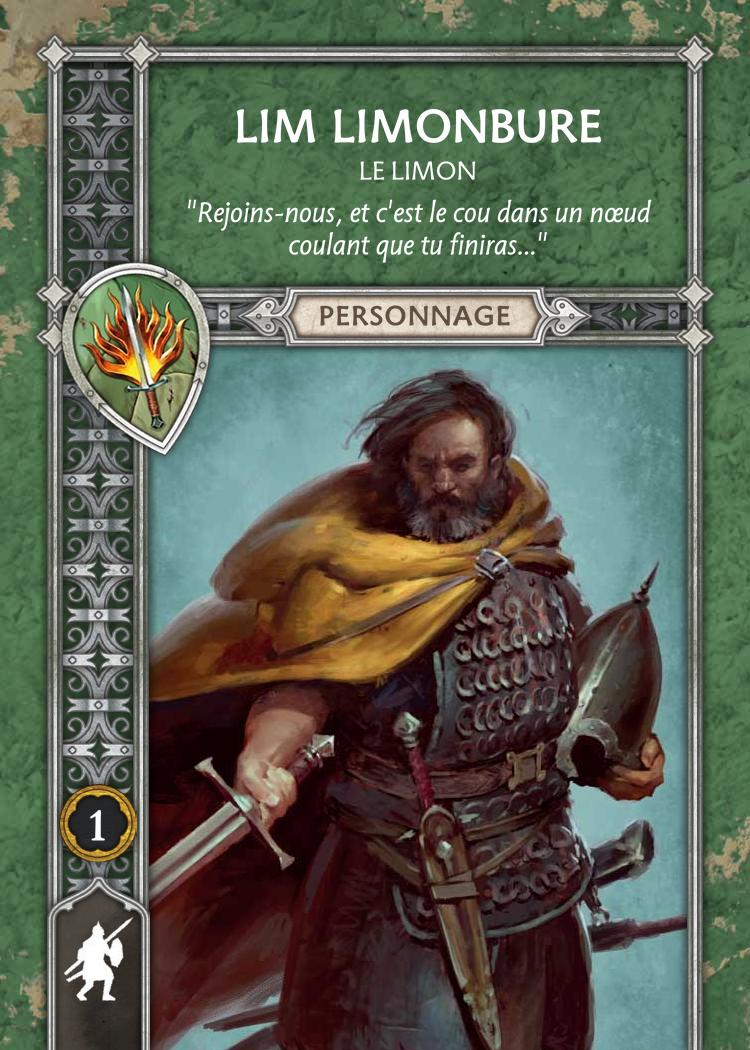 LIM LIMONBURE
LE LIMON
"Rejoins-nous, et c'est le cou dans un nœud
coulant que tu finiras..."
PERSONNAGE
1